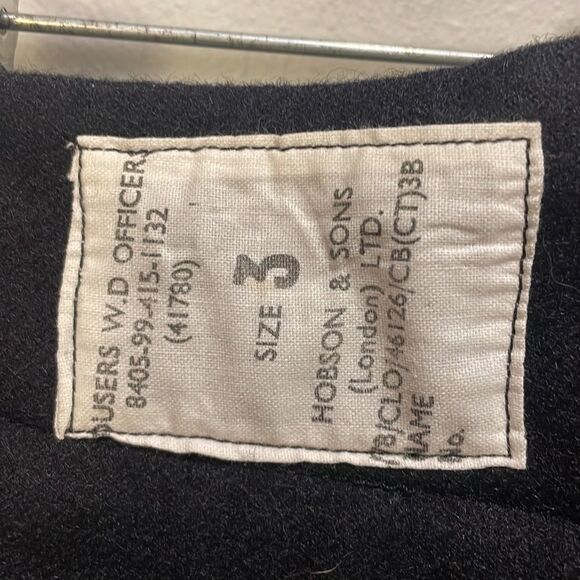 OUSERS W.D OFFICERS
8405-99-415-1132
(41780)
SIZE 3
HOBSON & SONS
(London) LTD.
/78/CLO/46126/CB(CT)3B
NAME
No.